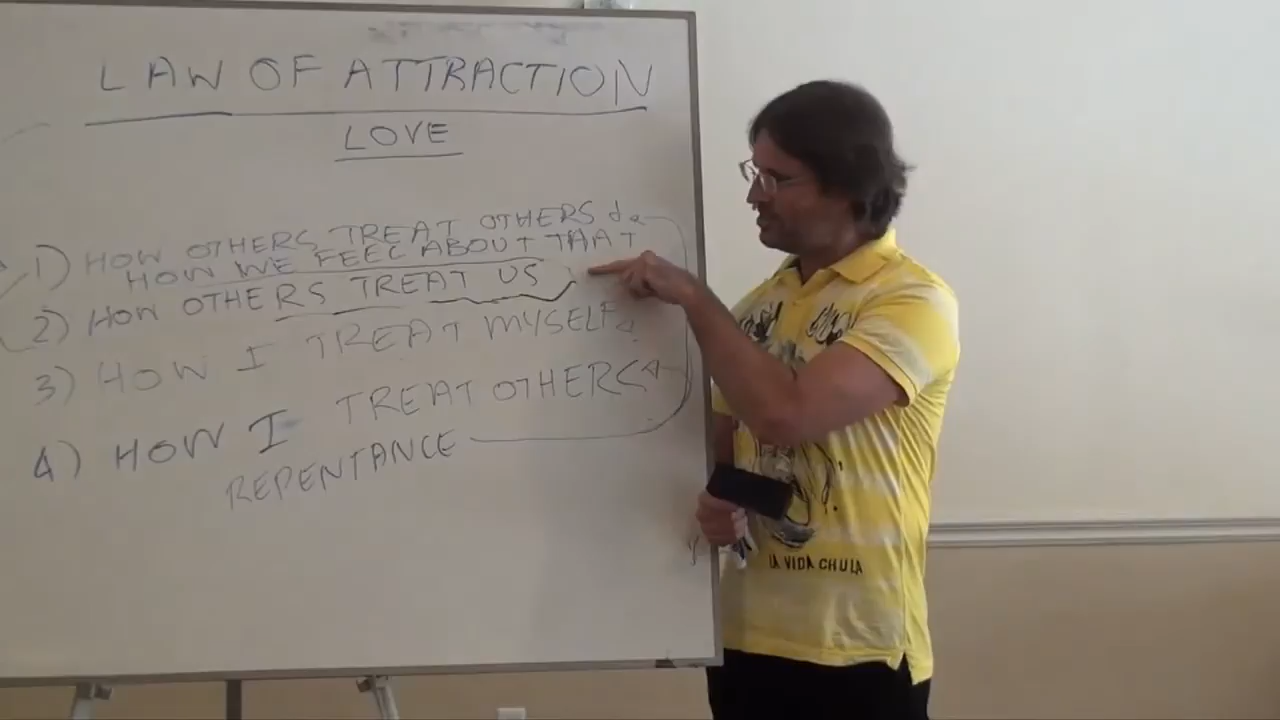 LAW OF ATTRACTION
LOVE
1) HOW OTHERS TREAT OTHERS
HOW WE FEEL ABOUT THAT
2) HOW OTHERS TREAT US
3) HOW I TREAT MYSELF
4) HOW I TREAT OTHERS
REPENTANCE
LA VIDA CHULA